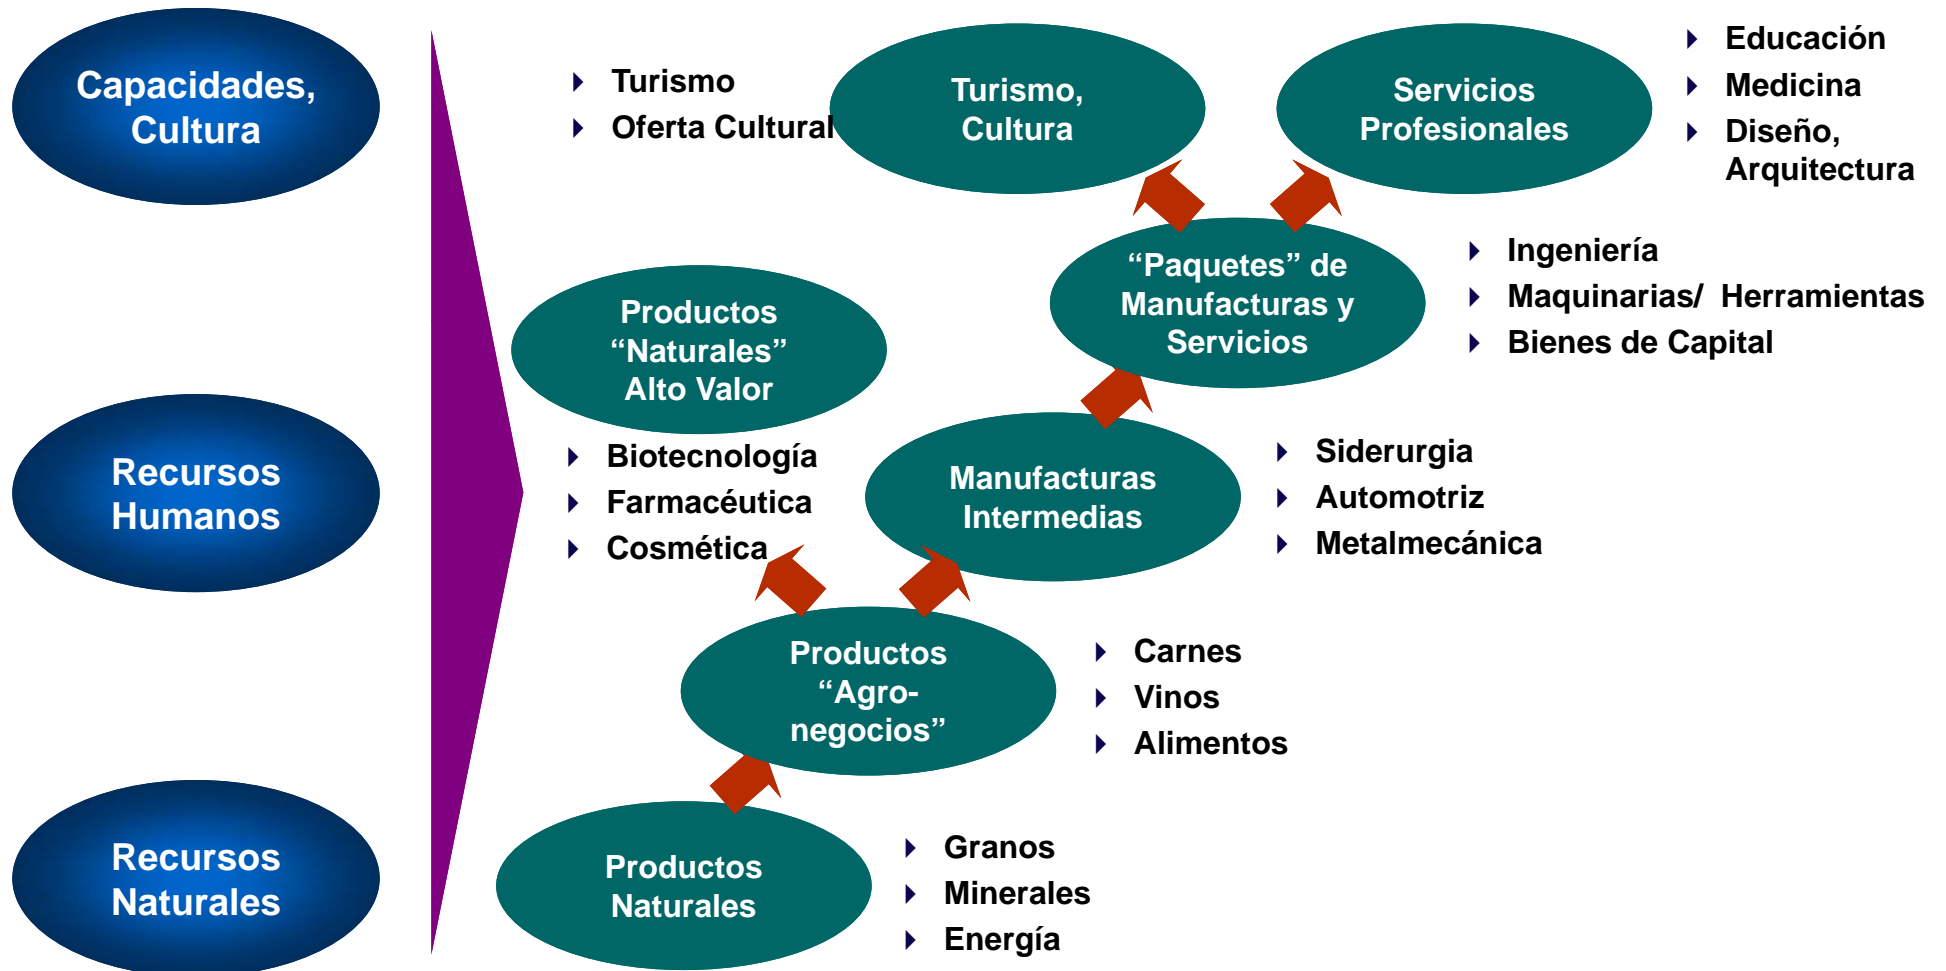 Capacidades,
Cultura
Recursos
Humanos
Recursos
Naturales
Turismo
Oferta Cultural
Turismo,
Cultura
Servicios
Profesionales
Educación
Medicina
Diseño,
Arquitectura
“Paquetes” de
Manufacturas y
Servicios
Ingeniería
Maquinarias/ Herramientas
Bienes de Capital
Productos
“Naturales”
Alto Valor
Biotecnología
Farmacéutica
Cosmética
Manufacturas
Intermedias
Siderurgia
Automotriz
Metalmecánica
Productos
“Agro-
negocios”
Carnes
Vinos
Alimentos
Productos
Naturales
Granos
Minerales
Energía